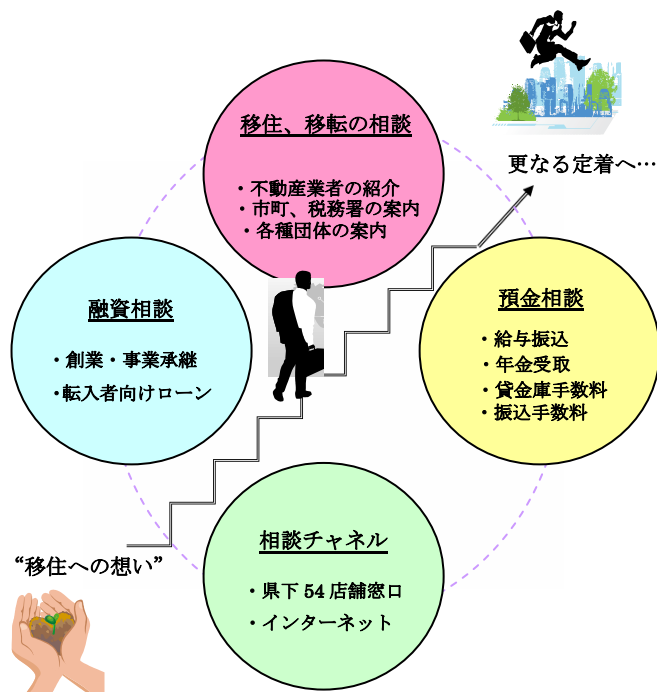 移住、移転の相談
・不動産業者の紹介
・市町、税務署の案内
・各種団体の案内
更なる定着へ…
融資相談
・創業・事業承継
・転入者向けローン
預金相談
・給与振込
・年金受取
・貸金庫手数料
・振込手数料
相談チャネル
・県下 54 店舗窓口
・インターネット
“移住への想い”